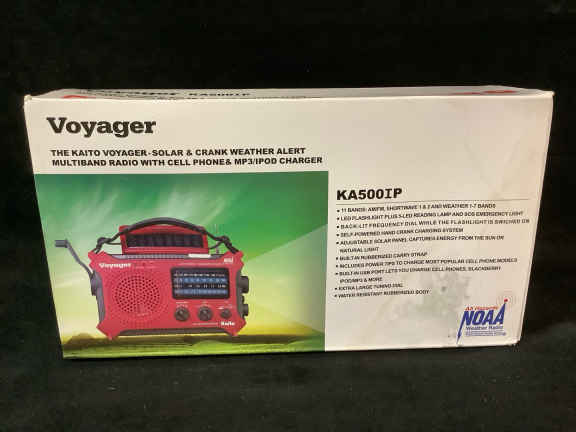 Voyager KA500IP
Voyager
THE KAITO VOYAGER - SOLAR & CRANK WEATHER ALERT
MULTIBAND RADIO WITH CELL PHONE & MP3/IPOD CHARGER
KA500IP
• 11 BANDS: AM/FM, SHORTWAVE 1 & 2 AND WEATHER 1-7 BANDS
• LED FLASHLIGHT PLUS 5-LED READING LAMP AND SOS EMERGENCY LIGHT
• BACK-LIT FREQUENCY DIAL WHILE THE FLASHLIGHT IS SWITCHED ON
• SELF-POWERED HAND CRANK CHARGING SYSTEM
• ADJUSTABLE SOLAR PANEL CAPTURES ENERGY FROM THE SUN OR
NATURAL LIGHT
• BUILT-IN RUBBERIZED CARRY STRAP
• INCLUDES POWER TIPS TO CHARGE MOST POPULAR CELL PHONE MODELS
• BUILT-IN USB PORT LETS YOU CHARGE CELL PHONES, BLACKBERRY
IPOD/MP3 & MORE
• EXTRA LARGE TUNING DIAL
• WATER RESISTANT RUBBERIZED BODY
Voyager
Kaito
All Hazards
NOAA
Weather Radio